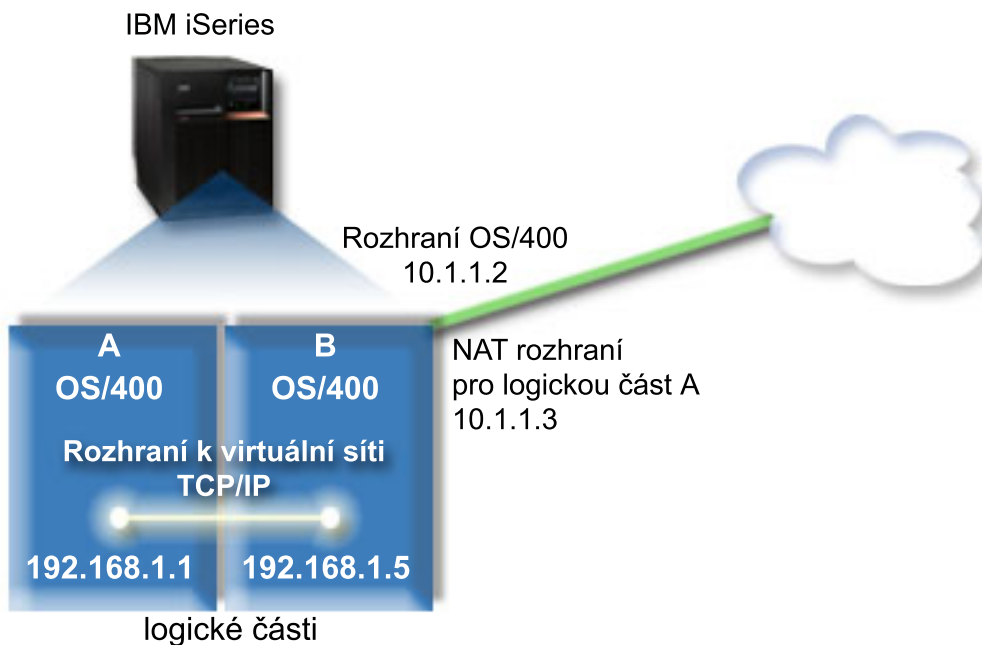 IBM iSeries
Rozhraní OS/400
10.1.1.2
A
OS/400
B
OS/400
NAT rozhraní
pro logickou část A
10.1.1.3
Rozhraní k virtuální síti
TCP/IP
192.168.1.1
192.168.1.5
logické části